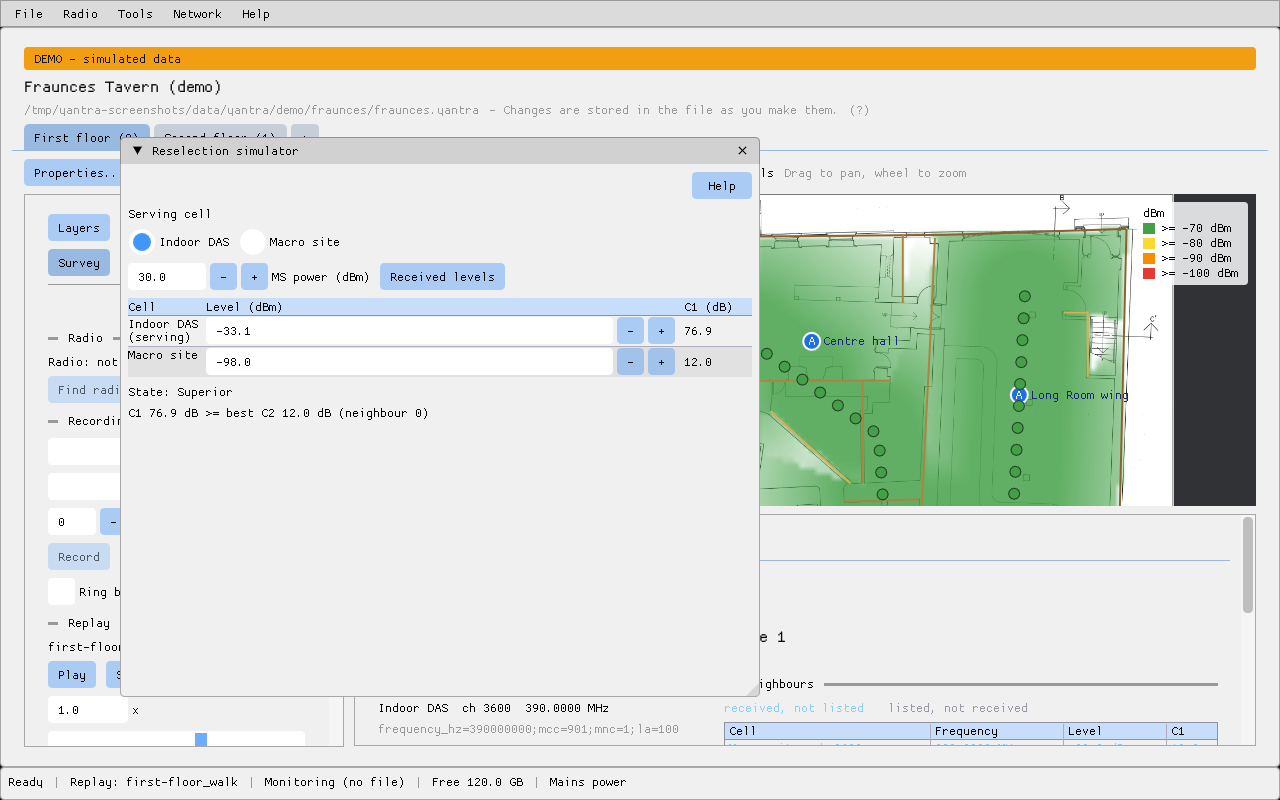 File Radio Tools Network Help
DEMO - simulated data
Fraunces Tavern (demo)
/tmp/yantra-screenshots/data/yantra/demo/fraunces/fraunces.yantra - Changes are stored in the file as you make them. (?)
First floor
Properties..
Drag to pan, wheel to zoom
Reselection simulator
Help
Serving cell
Indoor DAS Macro site
30.0 - + MS power (dBm) Received levels
Cell Level (dBm) C1 (dB)
Indoor DAS (serving) -33.1 - + 76.9
Macro site -98.0 - + 12.0
State: Superior
C1 76.9 dB >= best C2 12.0 dB (neighbour 0)
Layers
Survey
Radio
Radio: not
Find radi
Recordin
0 -
Record
Ring b
Replay
first-floor
Play S
1.0 x
dBm
>= -70 dBm
>= -80 dBm
>= -90 dBm
>= -100 dBm
B
C'
A Centre hall
A Long Room wing
e 1
ighbours
Indoor DAS ch 3600 390.0000 MHz
frequency_hz=390000000;mcc=901;mnc=1;la=100
received, not listed listed, not received
Cell Frequency Level C1
Ready | Replay: first-floor_walk | Monitoring (no file) | Free 120.0 GB | Mains power